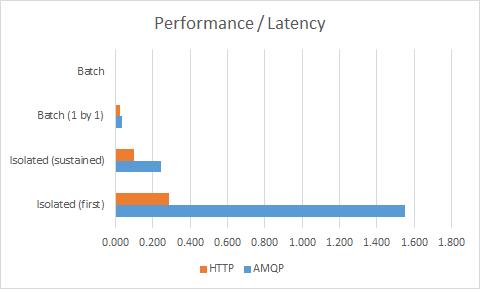 Performance / Latency
Batch
Batch (1 by 1)
Isolated (sustained)
Isolated (first)
0.000 0.200 0.400 0.600 0.800 1.000 1.200 1.400 1.600 1.800
HTTP AMQP